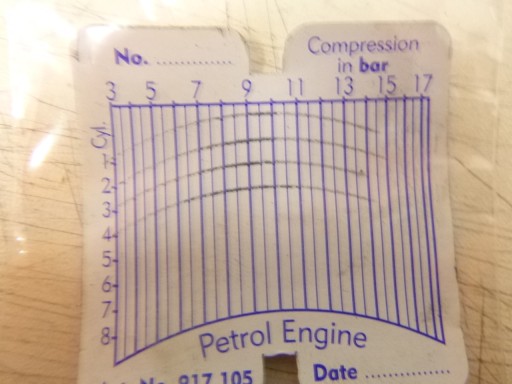 No. ..............
Compression
in bar
3 5 7 9 11 13 15 17
Cyl.
1
2
3
4
5
6
7
8
Petrol Engine
No. 917 105
Date ...............